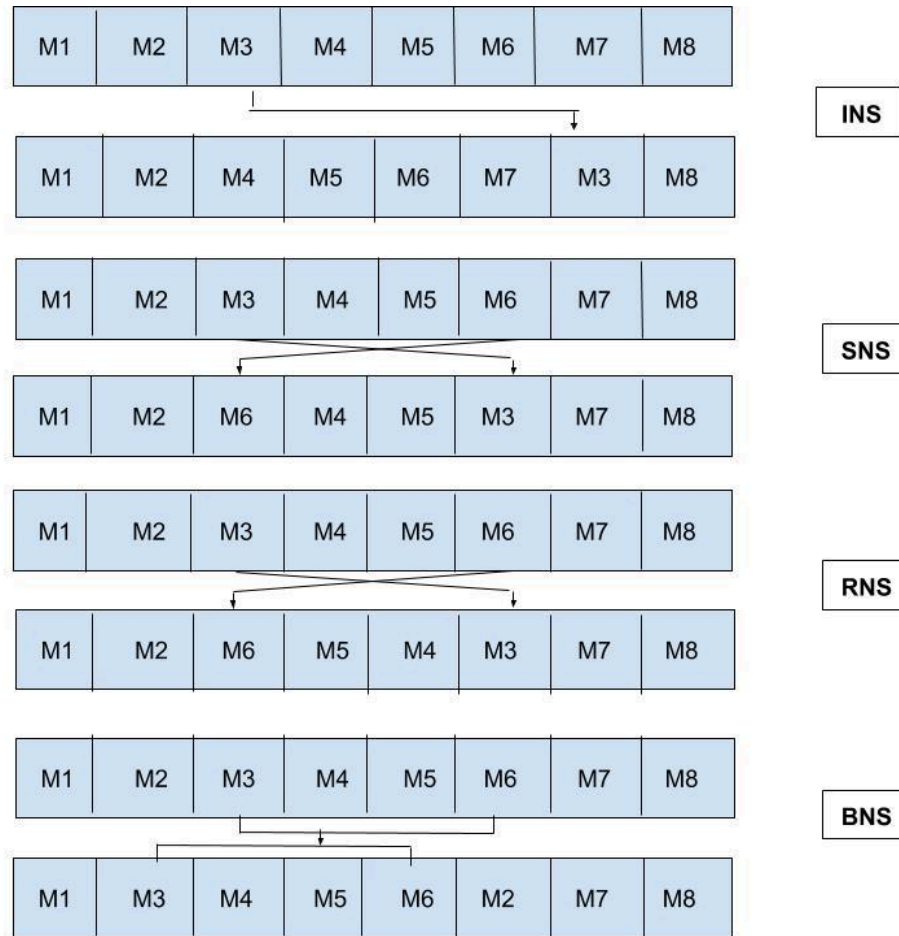 M1 M2 M3 M4 M5 M6 M7 M8
INS
M1 M2 M4 M5 M6 M7 M3 M8
M1 M2 M3 M4 M5 M6 M7 M8
SNS
M1 M2 M6 M4 M5 M3 M7 M8
M1 M2 M3 M4 M5 M6 M7 M8
RNS
M1 M2 M6 M5 M4 M3 M7 M8
M1 M2 M3 M4 M5 M6 M7 M8
BNS
M1 M3 M4 M5 M6 M2 M7 M8